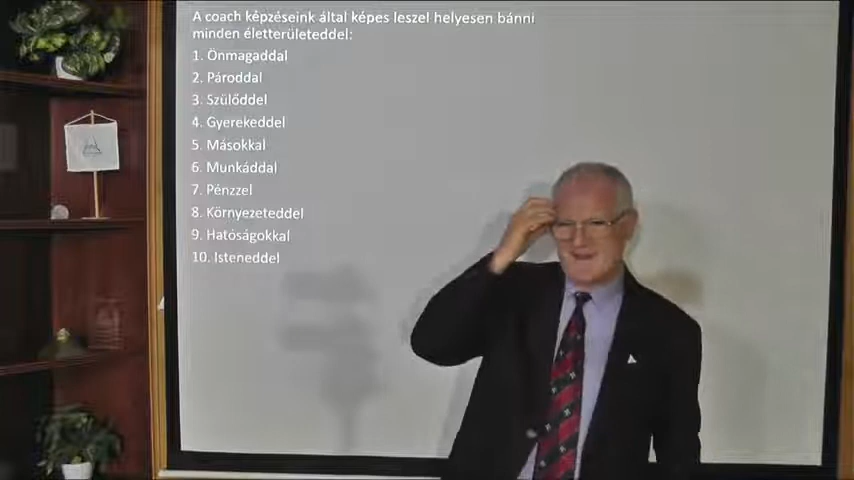 A coach képzéseink által képes leszel helyesen bánni
minden életterületeddel:
1. Önmagaddal
2. Pároddal
3. Szülőddel
4. Gyerekeddel
5. Másokkal
6. Munkáddal
7. Pénzzel
8. Környezeteddel
9. Hatóságokkal
10. Isteneddel